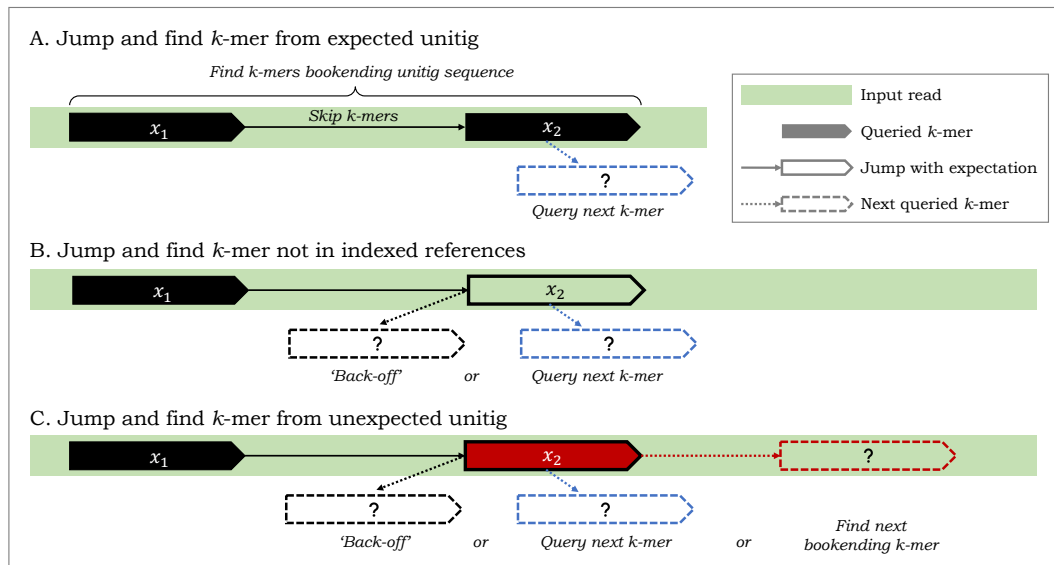 A. Jump and find k-mer from expected unitig
Find k-mers bookending unitig sequence
x₁
Skip k-mers
x₂
?
Query next k-mer
Input read
Queried k-mer
Jump with expectation
Next queried k-mer
B. Jump and find k-mer not in indexed references
x₁
x₂
?
?
'Back-off'
or
Query next k-mer
C. Jump and find k-mer from unexpected unitig
x₁
x₂
?
?
?
'Back-off'
or
Query next k-mer
or
Find next
bookending k-mer